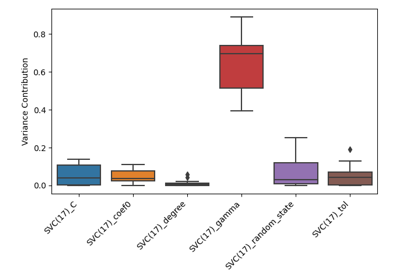 Variance Contribution
0.8
0.6
0.4
0.2
0.0
SVC(17)_C
SVC(17)_coef0
SVC(17)_degree
SVC(17)_gamma
SVC(17)_random_state
SVC(17)_tol